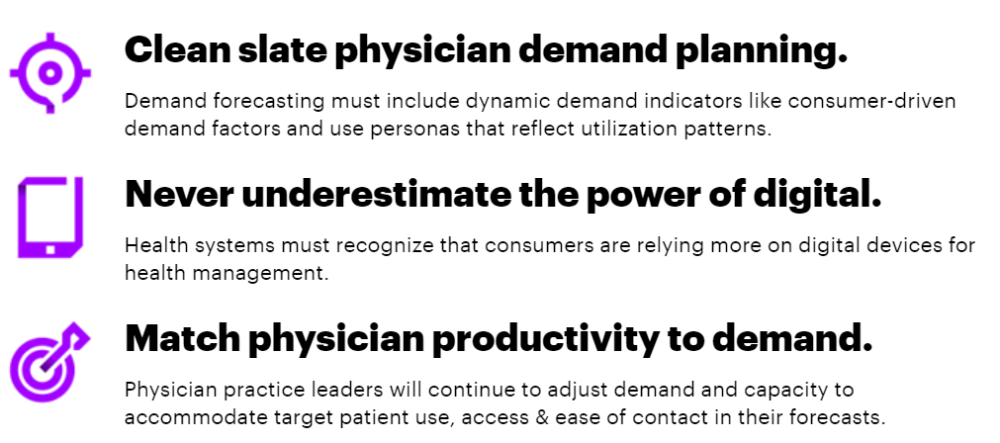 Clean slate physician demand planning.
Demand forecasting must include dynamic demand indicators like consumer-driven
demand factors and use personas that reflect utilization patterns.
Never underestimate the power of digital.
Health systems must recognize that consumers are relying more on digital devices for
health management.
Match physician productivity to demand.
Physician practice leaders will continue to adjust demand and capacity to
accommodate target patient use, access & ease of contact in their forecasts.